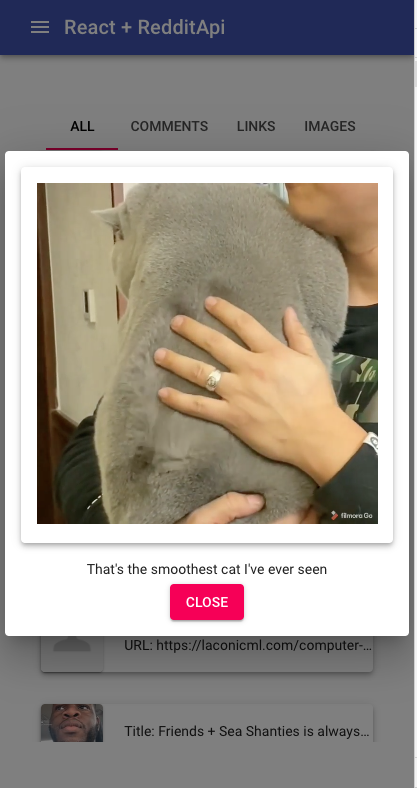 React + RedditApi
ALL
COMMENTS
LINKS
IMAGES
filmora Go
That's the smoothest cat I've ever seen
CLOSE
URL: https://laconicml.com/computer-...
Title: Friends + Sea Shanties is always...